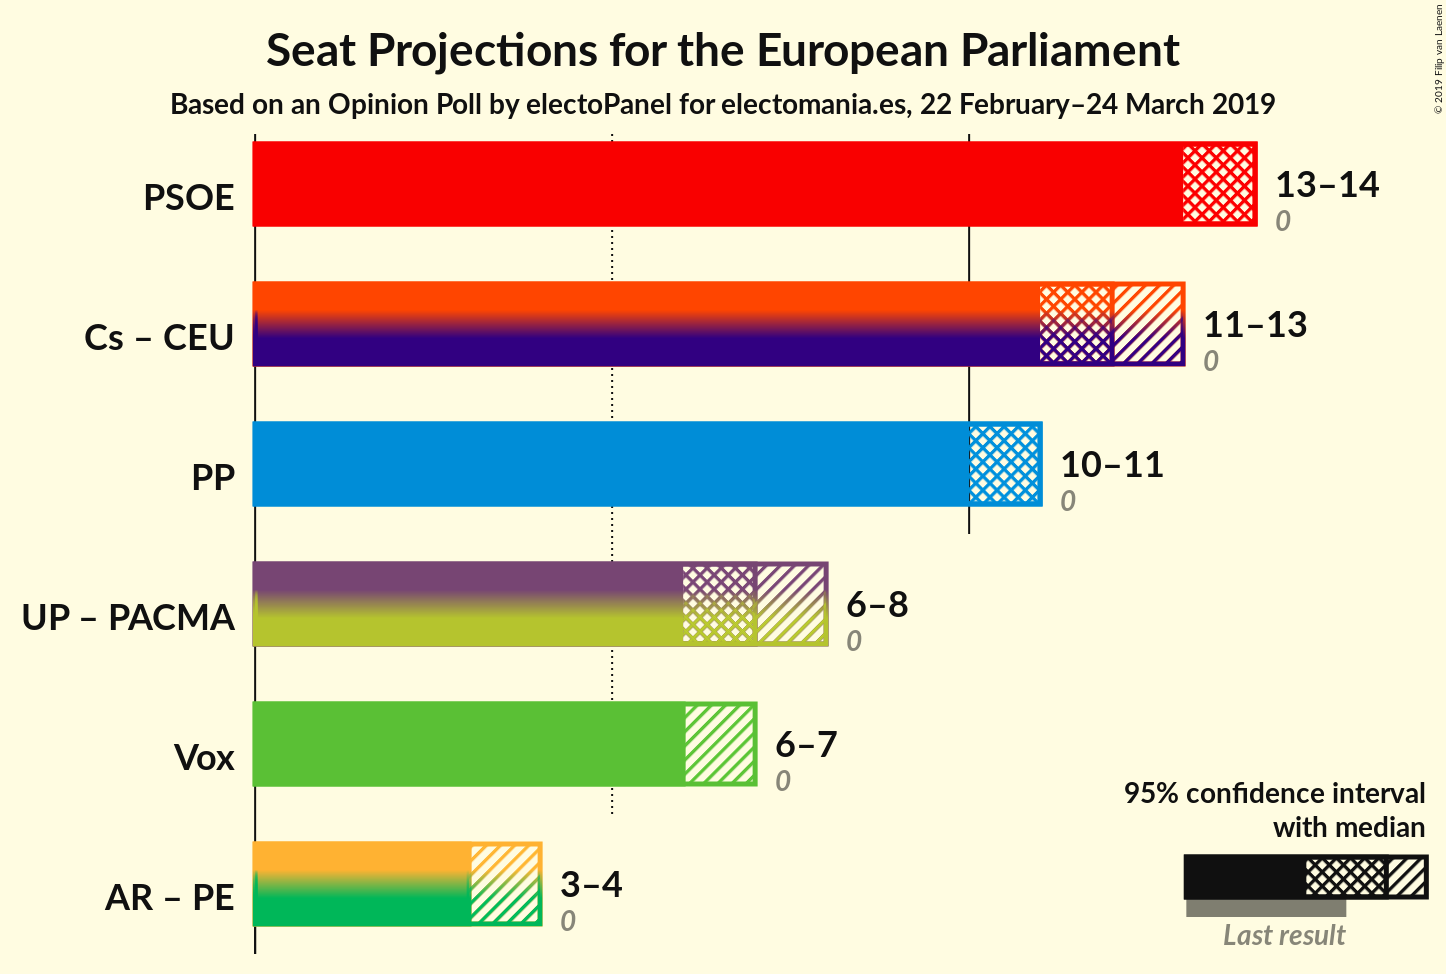 Seat Projections for the European Parliament
Based on an Opinion Poll by electoPanel for electomania.es, 22 February–24 March 2019
© 2019 Filip van Laenen
PSOE
13–14
0
Cs – CEU
11–13
0
PP
10–11
0
UP – PACMA
6–8
0
Vox
6–7
0
AR – PE
3–4
0
95% confidence interval
with median
Last result